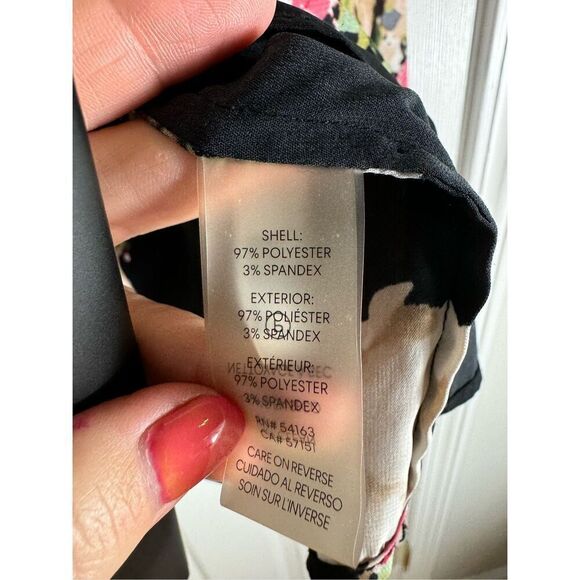 SHELL:
97% POLYESTER
3% SPANDEX
EXTERIOR:
97% POLIÉSTER
3% SPANDEX
EXTÉRIEUR:
97% POLYESTER
3% SPANDEX
RN# 54163
CA# 57151
CARE ON REVERSE
CUIDADO AL REVERSO
SOIN SUR L'INVERSE